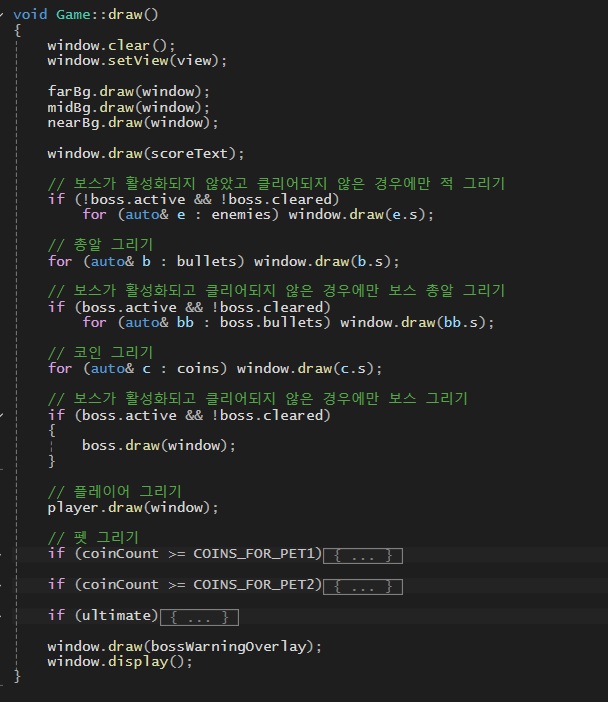 void Game::draw()
{
window.clear();
window.setView(view);
farBg.draw(window);
midBg.draw(window);
nearBg.draw(window);
window.draw(scoreText);
// 보스가 활성화되지 않았고 클리어되지 않은 경우에만 적 그리기
if (!boss.active && !boss.cleared)
for (auto& e : enemies) window.draw(e.s);
// 총알 그리기
for (auto& b : bullets) window.draw(b.s);
// 보스가 활성화되고 클리어되지 않은 경우에만 보스 총알 그리기
if (boss.active && !boss.cleared)
for (auto& bb : boss.bullets) window.draw(bb.s);
// 코인 그리기
for (auto& c : coins) window.draw(c.s);
// 보스가 활성화되고 클리어되지 않은 경우에만 보스 그리기
if (boss.active && !boss.cleared)
{
boss.draw(window);
}
// 플레이어 그리기
player.draw(window);
// 펫 그리기
if (coinCount >= COINS_FOR_PET1){ ... }
if (coinCount >= COINS_FOR_PET2){ ... }
if (ultimate){ ... }
window.draw(bossWarningOverlay);
window.display();
}